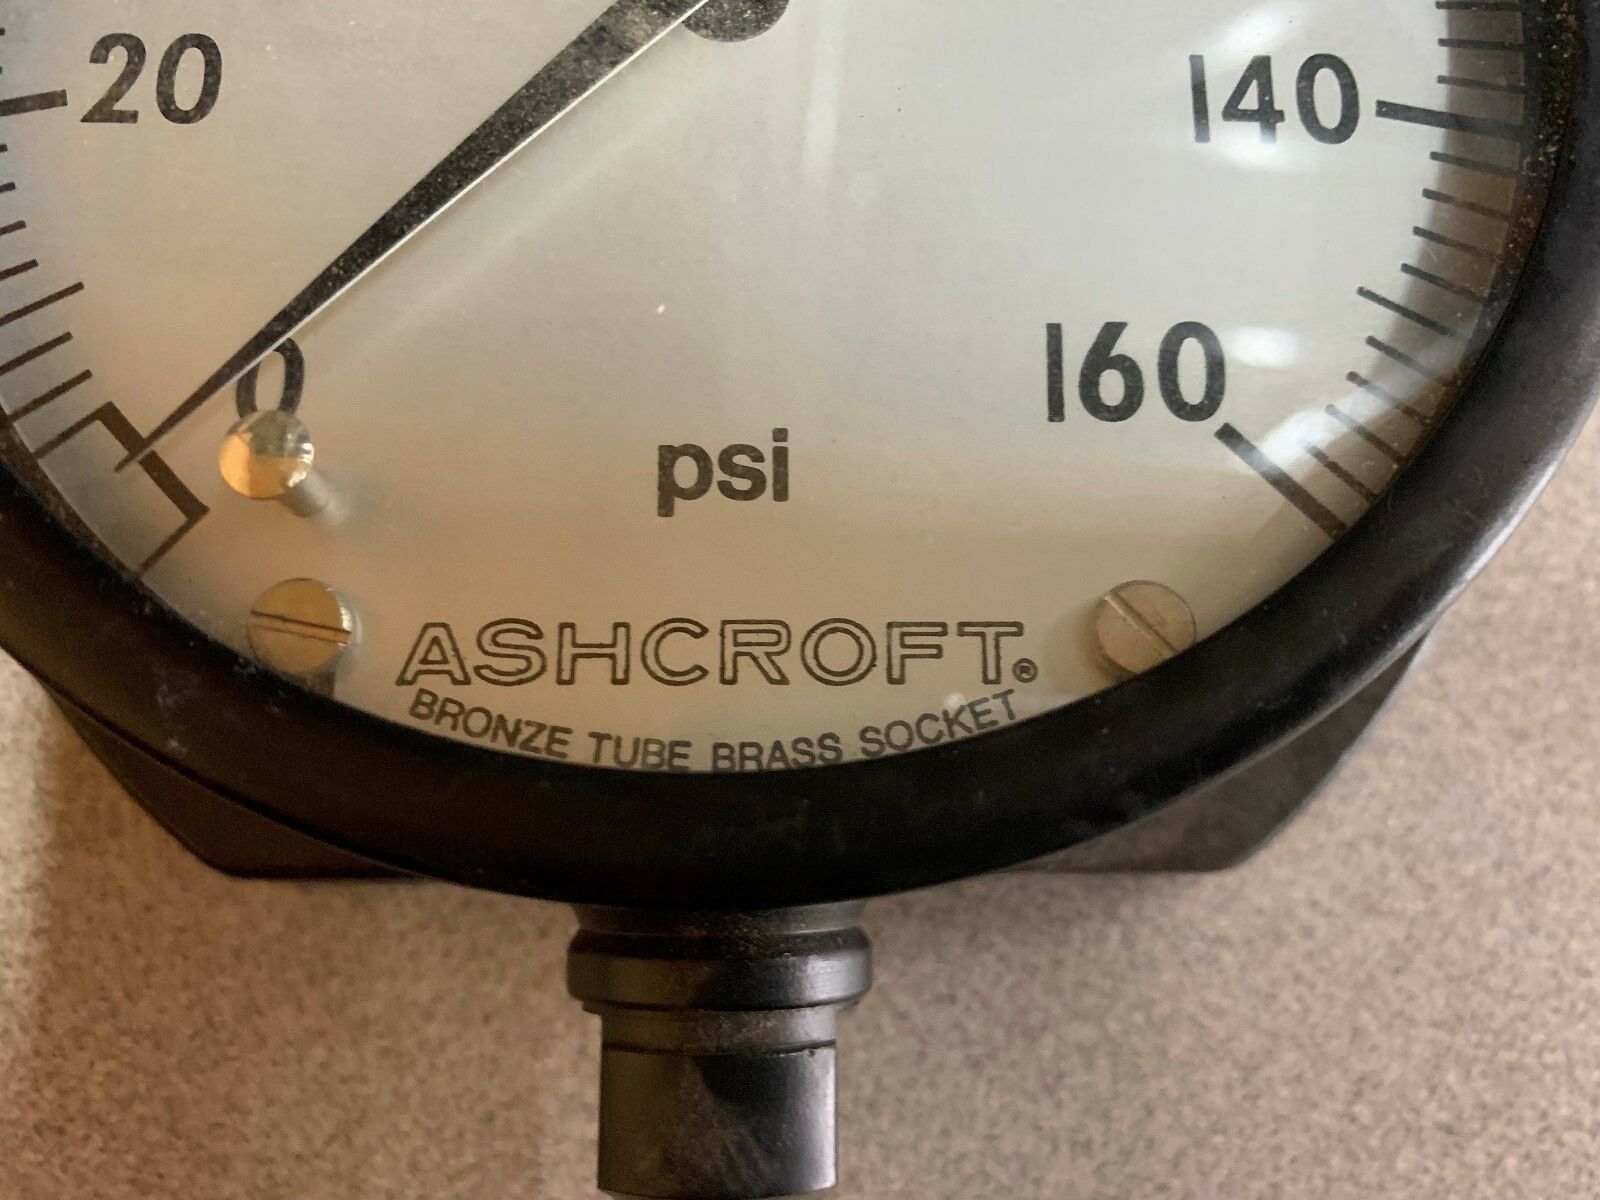 20
140
0
160
psi
ASHCROFT®
BRONZE TUBE BRASS SOCKET